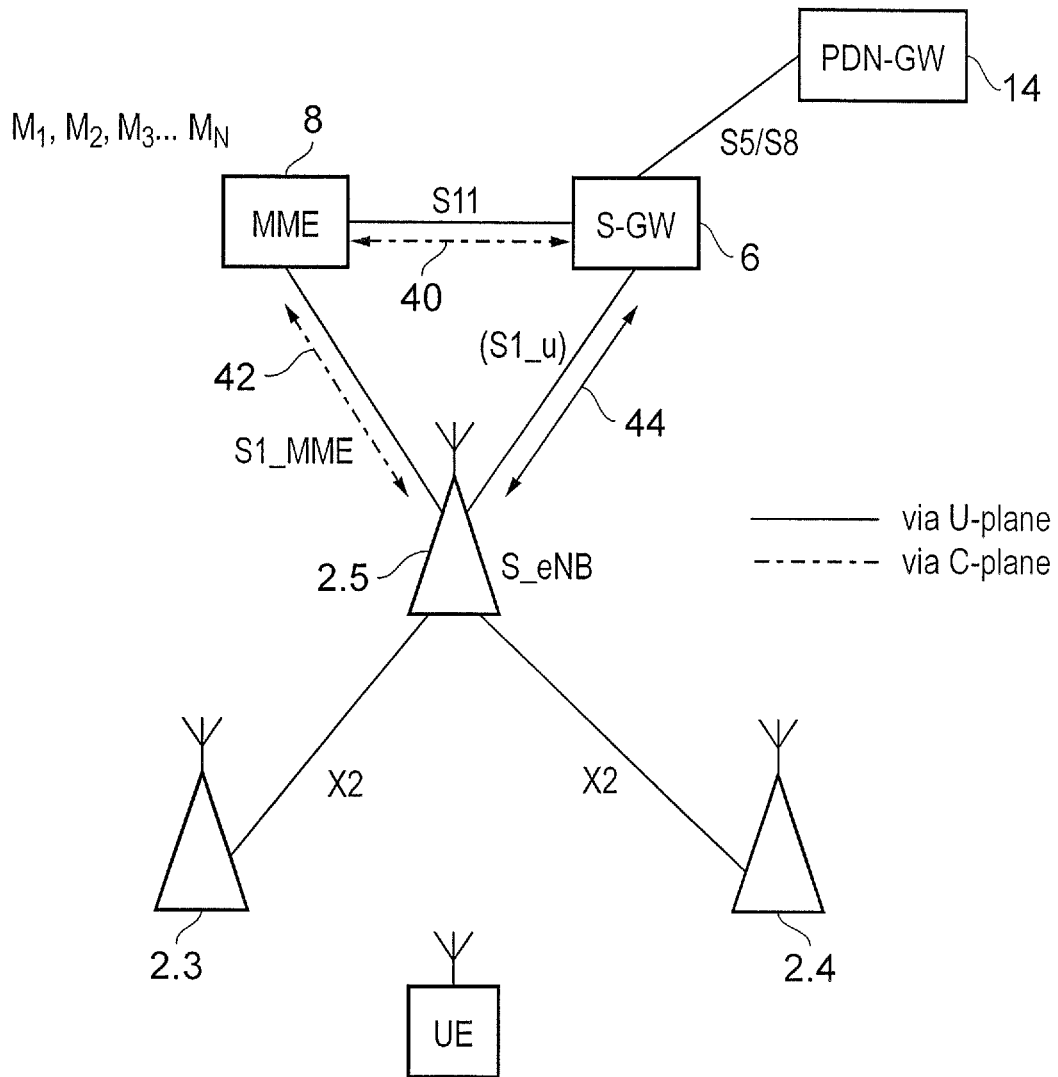 PDN-GW
14
M1, M2, M3... MN
8
S5/S8
MME
S11
S-GW
6
40
(S1_u)
42
44
S1_MME
via U-plane
2.5
S_eNB
via C-plane
X2
X2
2.3
2.4
UE